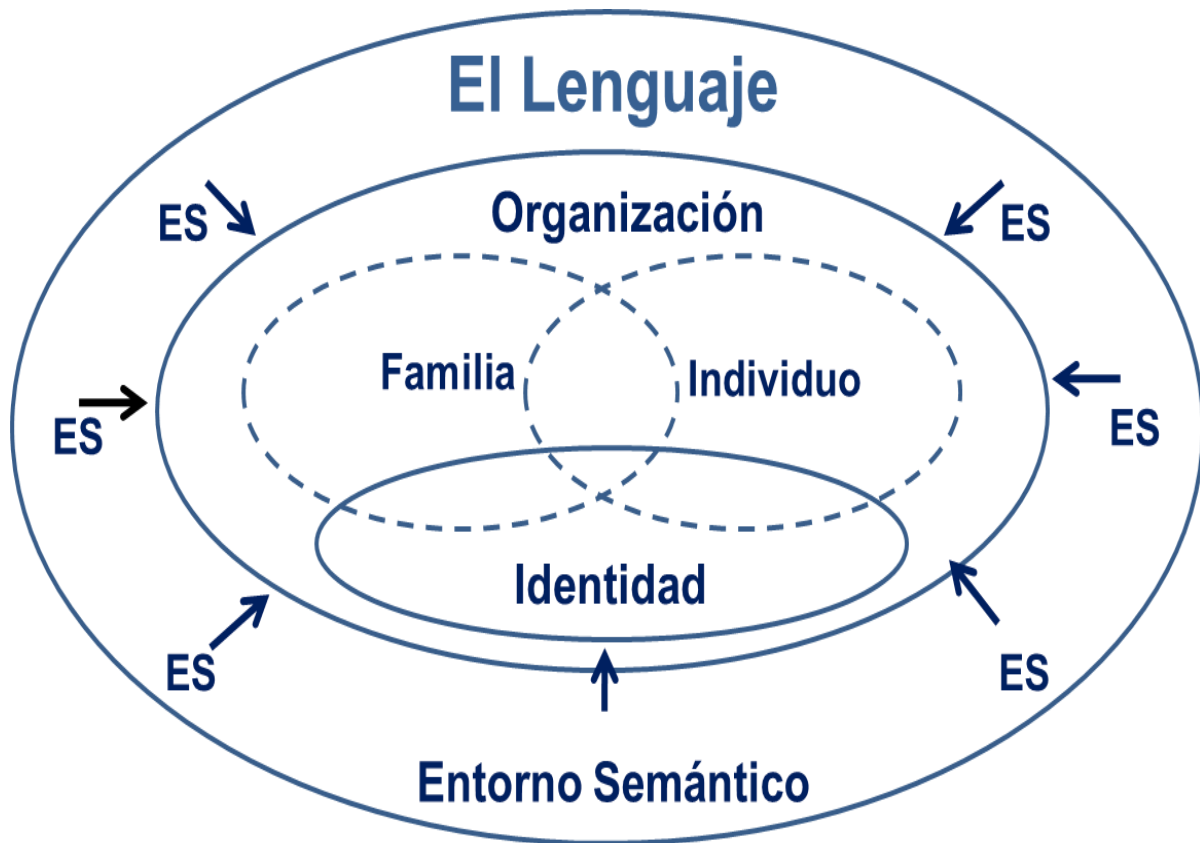 El Lenguaje
Organización
ES
ES
Familia
Individuo
ES
ES
Identidad
ES
ES
Entorno Semántico